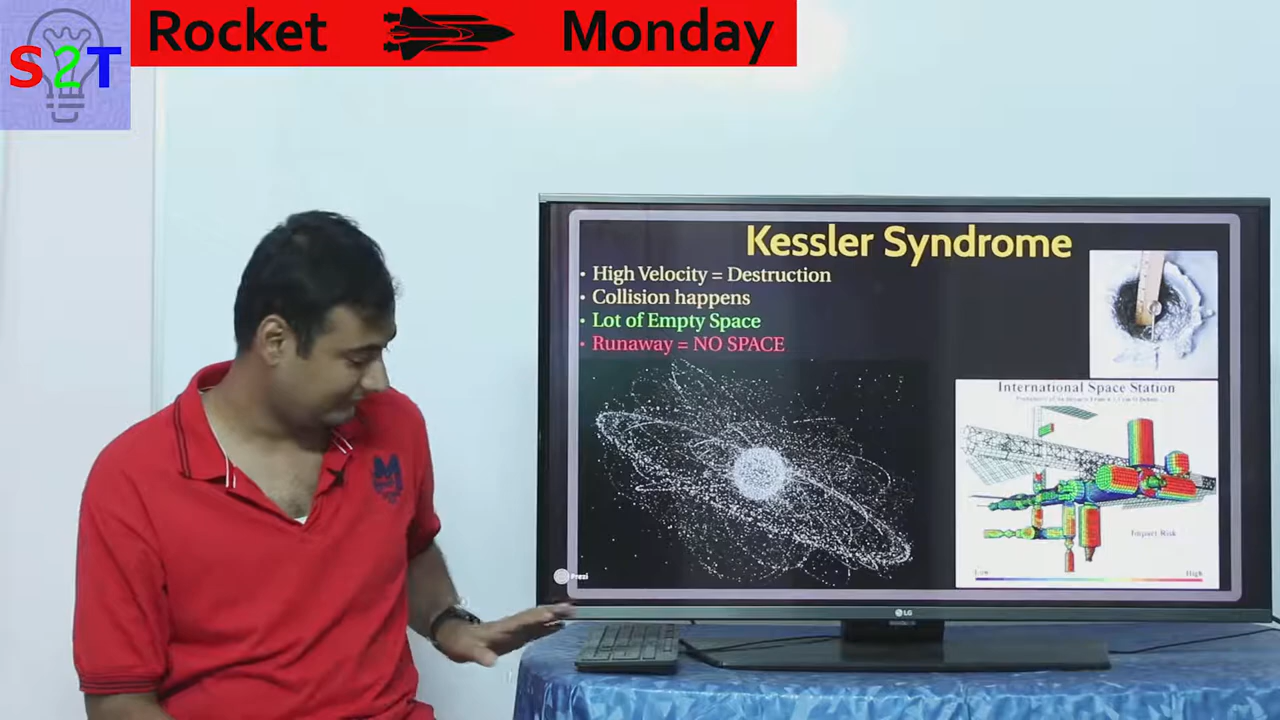 Rocket Monday
S2T
Kessler Syndrome
• High Velocity = Destruction
• Collision happens
• Lot of Empty Space
• Runaway = NO SPACE
International Space Station
Impact Risk
Low High
Prezi
LG